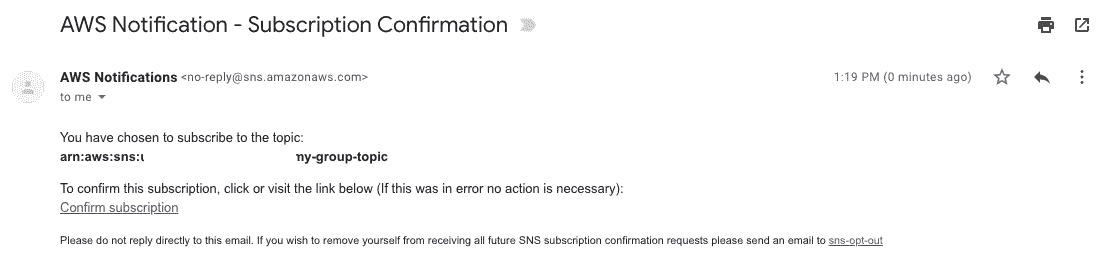 AWS Notification - Subscription Confirmation
AWS Notifications <no-reply@sns.amazonaws.com> 1:19 PM (0 minutes ago)
to me
You have chosen to subscribe to the topic:
arn:aws:sns: my-group-topic
To confirm this subscription, click or visit the link below (If this was in error no action is necessary):
Confirm subscription
Please do not reply directly to this email. If you wish to remove yourself from receiving all future SNS subscription confirmation requests please send an email to sns-opt-out